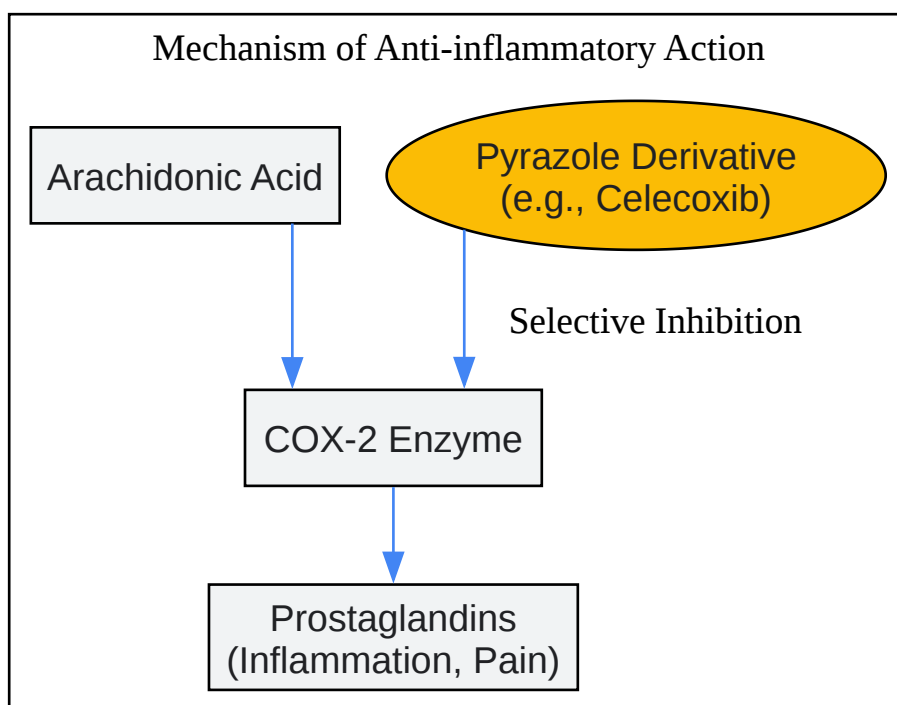 Mechanism of Anti-inflammatory Action
Arachidonic Acid
Pyrazole Derivative
(e.g., Celecoxib)
Selective Inhibition
COX-2 Enzyme
Prostaglandins
(Inflammation, Pain)